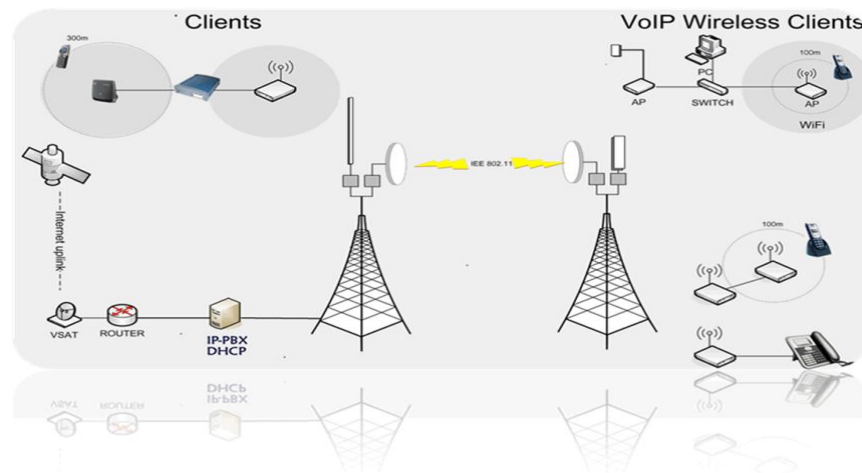 Clients
VoIP Wireless Clients
300m
100m
PC
AP
SWITCH
AP
WiFi
IEE 802.11
Internet uplink
100m
VSAT
ROUTER
IP-PBX
DHCP